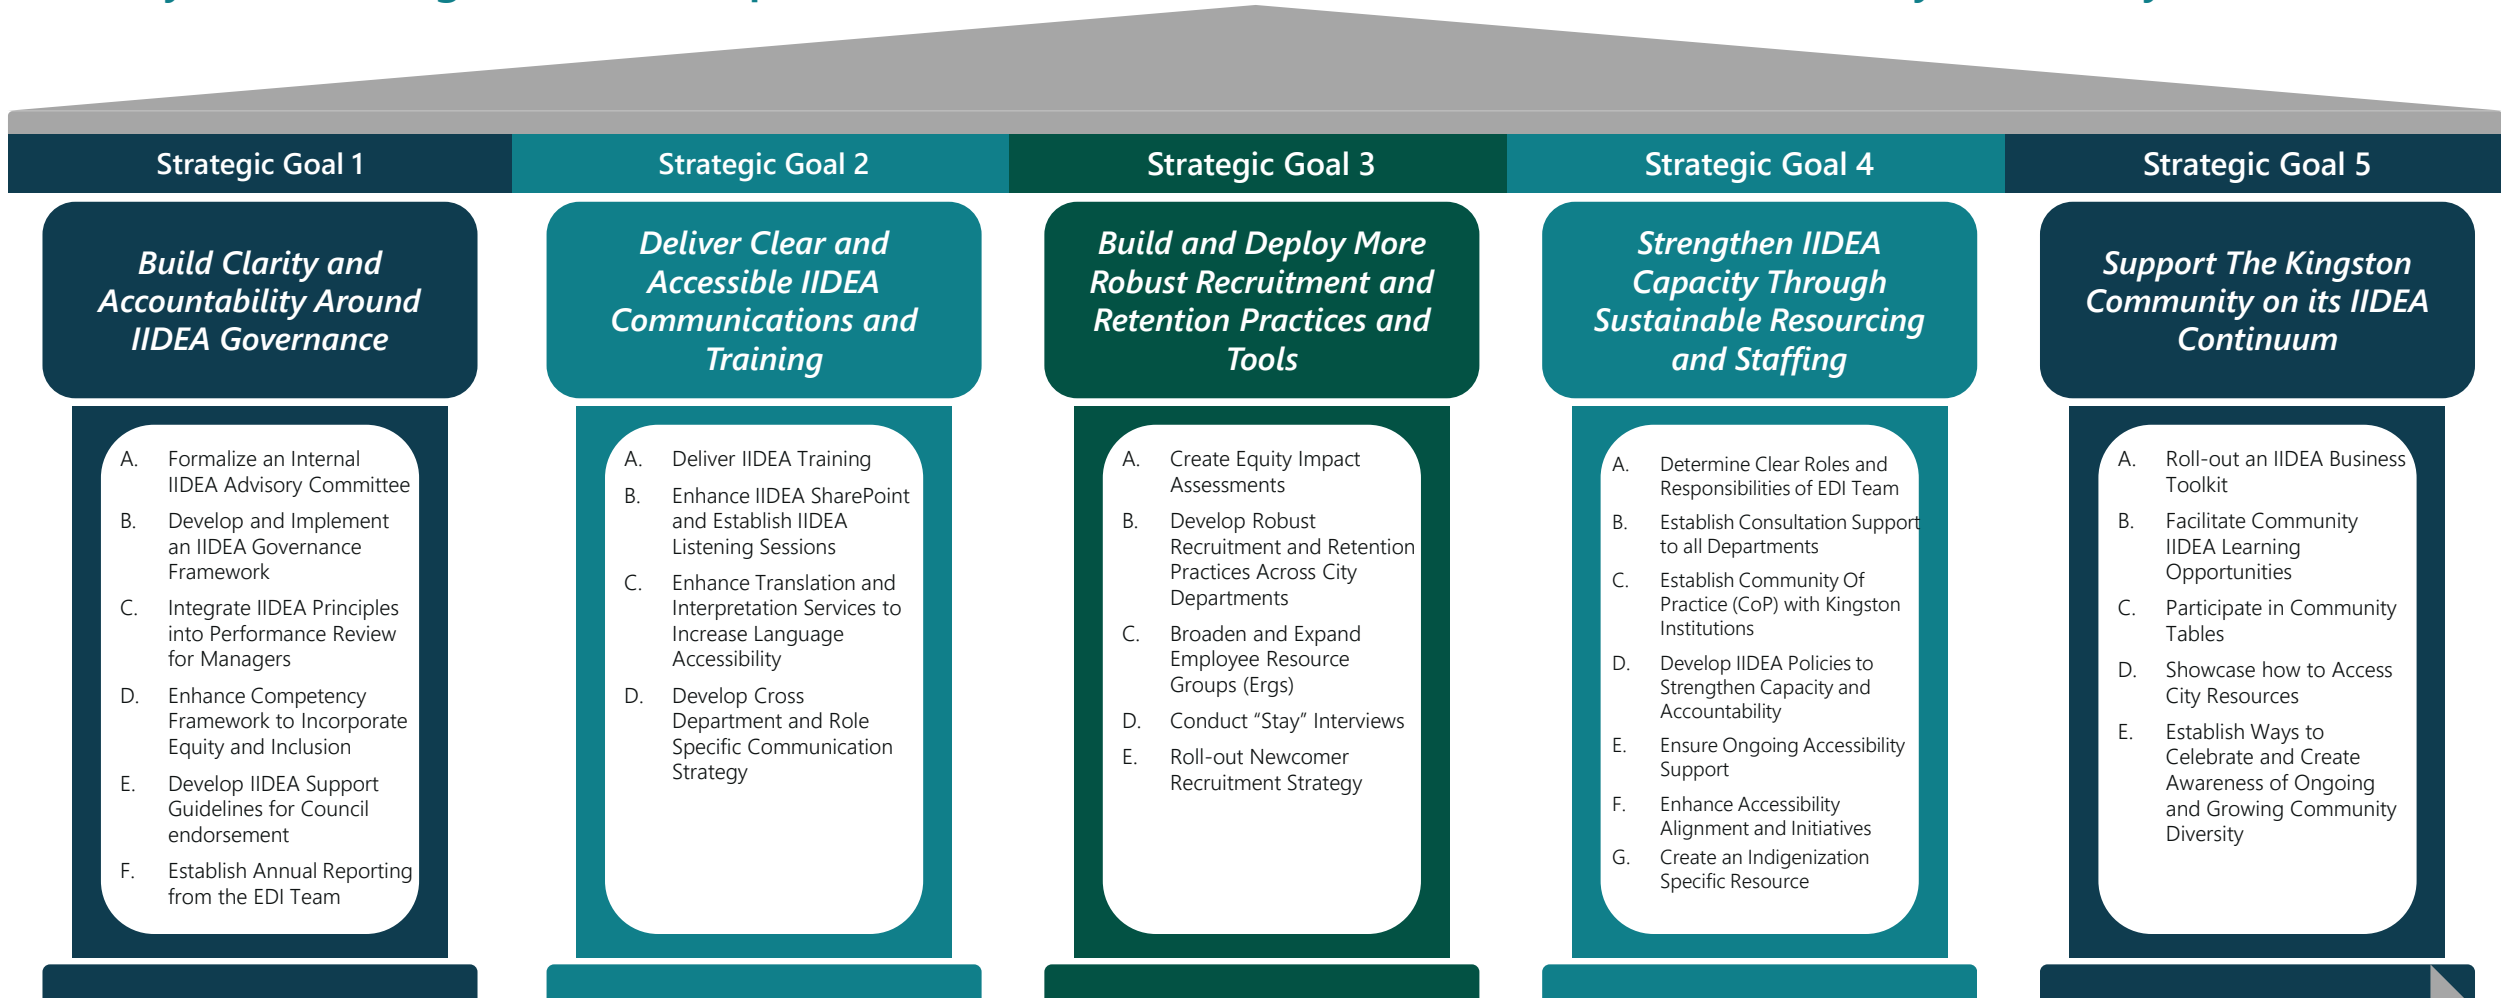 Strategic Goal 1
Strategic Goal 2
Strategic Goal 3
Strategic Goal 4
Strategic Goal 5
Build Clarity and
Accountability Around
IIDEA Governance
Deliver Clear and
Accessible IIDEA
Communications and
Training
Build and Deploy More
Robust Recruitment and
Retention Practices and
Tools
Strengthen IIDEA
Capacity Through
Sustainable Resourcing
and Staffing
Support The Kingston
Community on its IIDEA
Continuum
A. Formalize an Internal
IIDEA Advisory Committee
B. Develop and Implement
an IIDEA Governance
Framework
C. Integrate IIDEA Principles
into Performance Review
for Managers
D. Enhance Competency
Framework to Incorporate
Equity and Inclusion
E. Develop IIDEA Support
Guidelines for Council
endorsement
F. Establish Annual Reporting
from the EDI Team
A. Deliver IIDEA Training
B. Enhance IIDEA SharePoint
and Establish IIDEA
Listening Sessions
C. Enhance Translation and
Interpretation Services to
Increase Language
Accessibility
D. Develop Cross
Department and Role
Specific Communication
Strategy
A. Create Equity Impact
Assessments
B. Develop Robust
Recruitment and Retention
Practices Across City
Departments
C. Broaden and Expand
Employee Resource
Groups (Ergs)
D. Conduct “Stay” Interviews
E. Roll-out Newcomer
Recruitment Strategy
A. Determine Clear Roles and
Responsibilities of EDI Team
B. Establish Consultation Support
to all Departments
C. Establish Community Of
Practice (CoP) with Kingston
Institutions
D. Develop IIDEA Policies to
Strengthen Capacity and
Accountability
E. Ensure Ongoing Accessibility
Support
F. Enhance Accessibility
Alignment and Initiatives
G. Create an Indigenization
Specific Resource
A. Roll-out an IIDEA Business
Toolkit
B. Facilitate Community
IIDEA Learning
Opportunities
C. Participate in Community
Tables
D. Showcase how to Access
City Resources
E. Establish Ways to
Celebrate and Create
Awareness of Ongoing
and Growing Community
Diversity